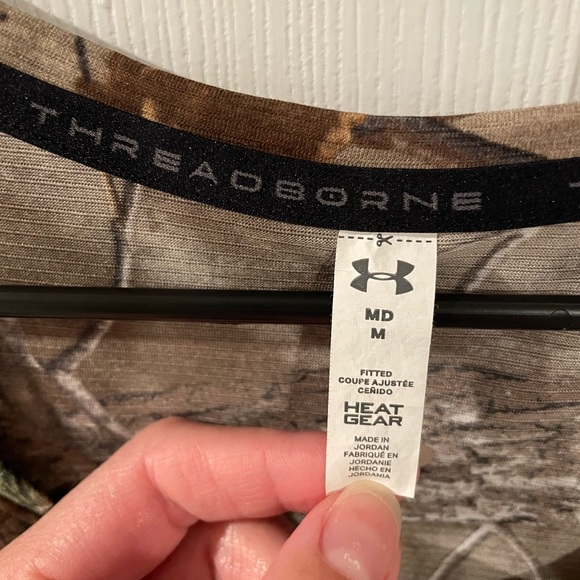 THREADBORNE
MD
M
FITTED
COUPE AJUSTÉE
CEÑIDO
HEAT
GEAR
MADE IN
JORDAN
FABRIQUÉ EN
JORDANIE
HECHO EN
JORDANIA